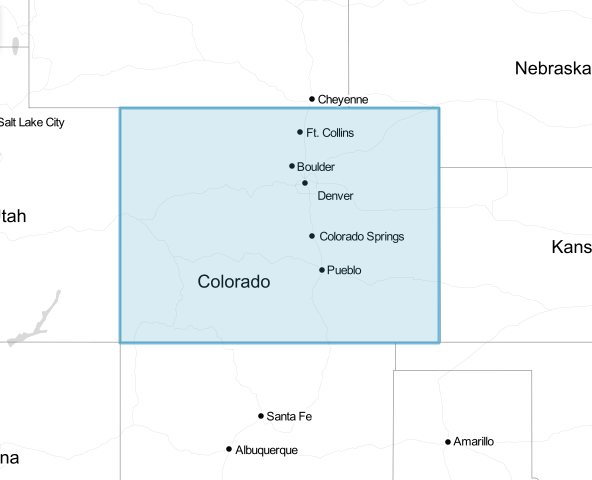 Nebraska
Cheyenne
Salt Lake City
Ft. Collins
Boulder
Denver
tah
Colorado Springs
Kans
Pueblo
Colorado
Santa Fe
Amarillo
Albuquerque
na